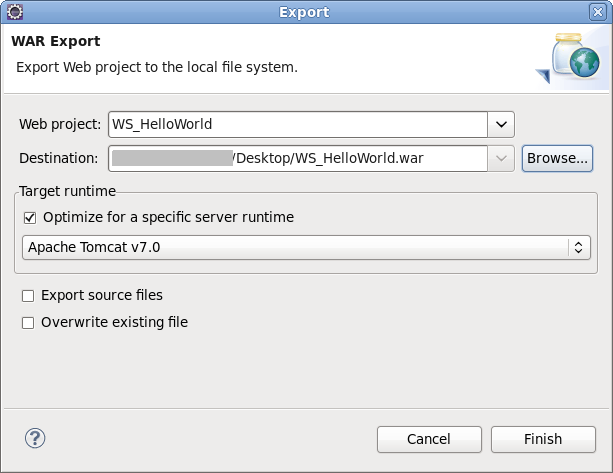 Export
WAR Export
Export Web project to the local file system.
Web project: WS_HelloWorld
Destination: /Desktop/WS_HelloWorld.war Browse...
Target runtime
Optimize for a specific server runtime
Apache Tomcat v7.0
Export source files
Overwrite existing file
? Cancel Finish